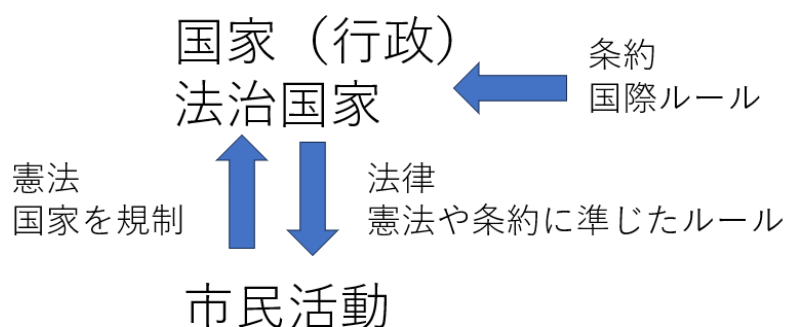 国家（行政）
法治国家
条約
国際ルール
憲法
国家を規制
法律
憲法や条約に準じたルール
市民活動